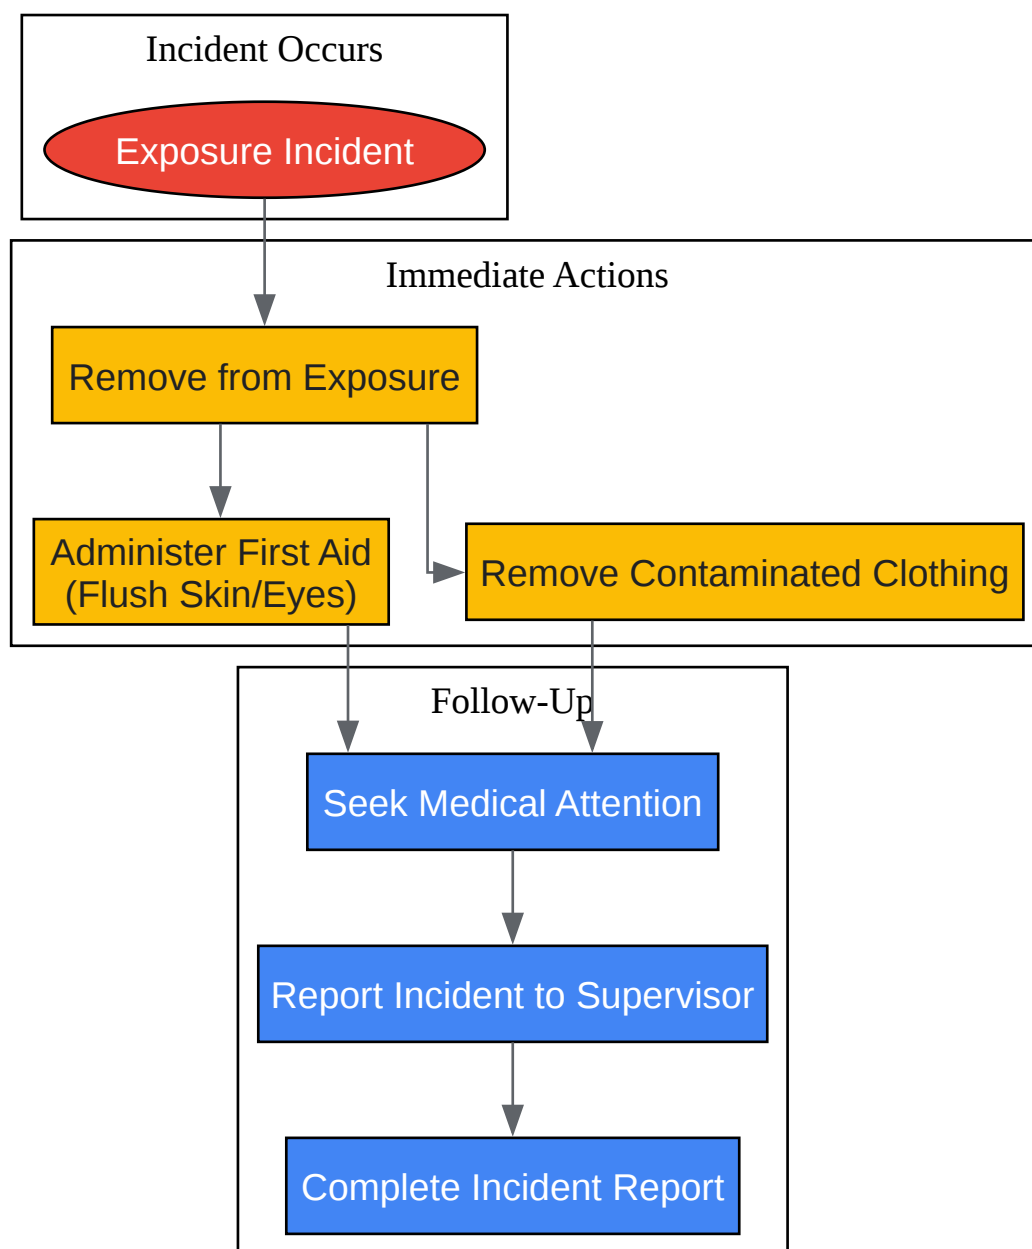 Incident Occurs
Exposure Incident
Immediate Actions
Remove from Exposure
Administer First Aid
(Flush Skin/Eyes)
Remove Contaminated Clothing
Follow-Up
Seek Medical Attention
Report Incident to Supervisor
Complete Incident Report